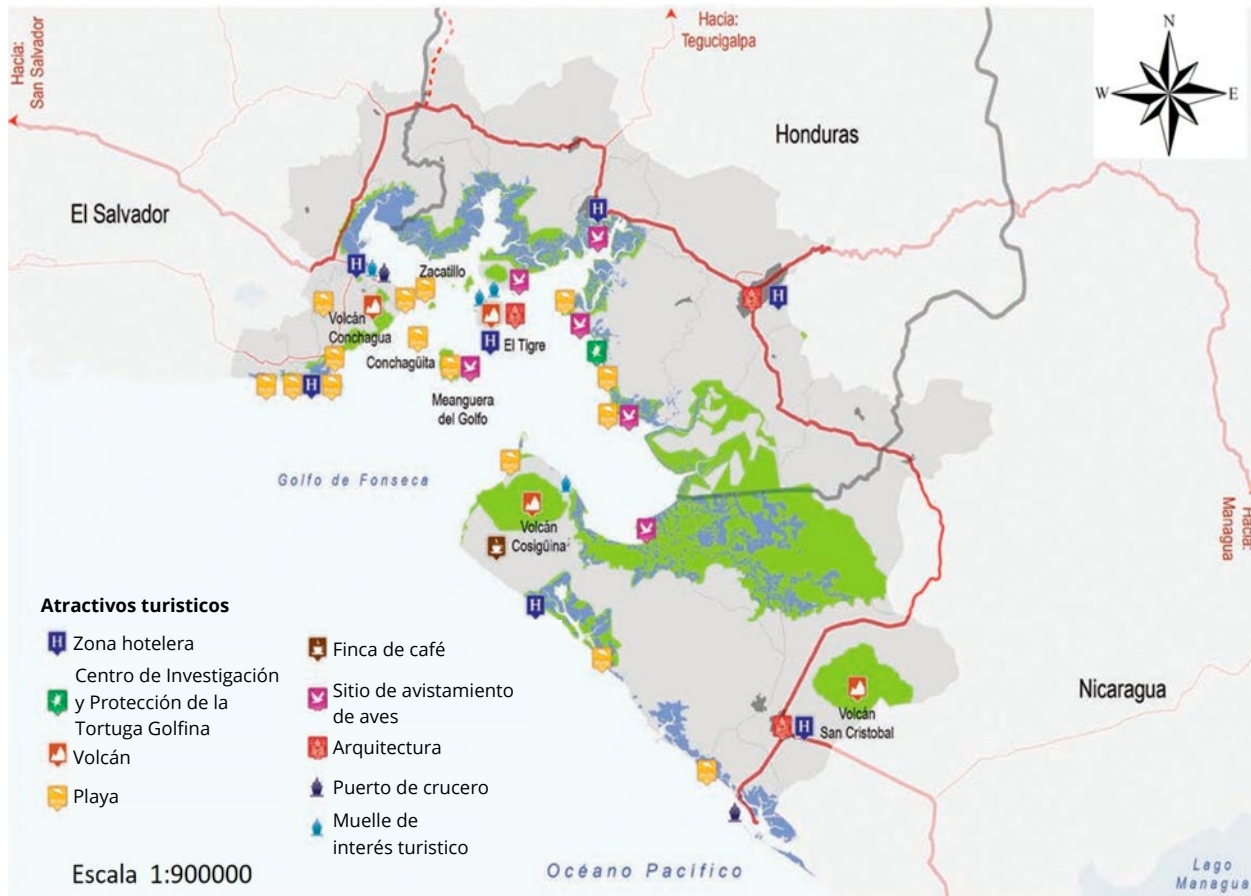 Hacia:
San Salvador
Hacia:
Tegucigalpa
N
W
E
S
Honduras
El Salvador
H
Zacatillo
H
H
Volcán
Conchagua
El Tigre
H
Conchagüita
H
Meanguera
del Golfo
Golfo de Fonseca
Volcán
Cosigüina
Hacia:
Managua
H
Atractivos turisticos
H Zona hotelera
Centro de Investigación
y Protección de la
Tortuga Golfina
Volcán
Playa
Finca de café
Sitio de avistamiento
de aves
Arquitectura
Puerto de crucero
Muelle de
interés turistico
Nicaragua
Volcán
San Cristobal
H
Escala 1:900000
Océano Pacífico
Lago
Managua